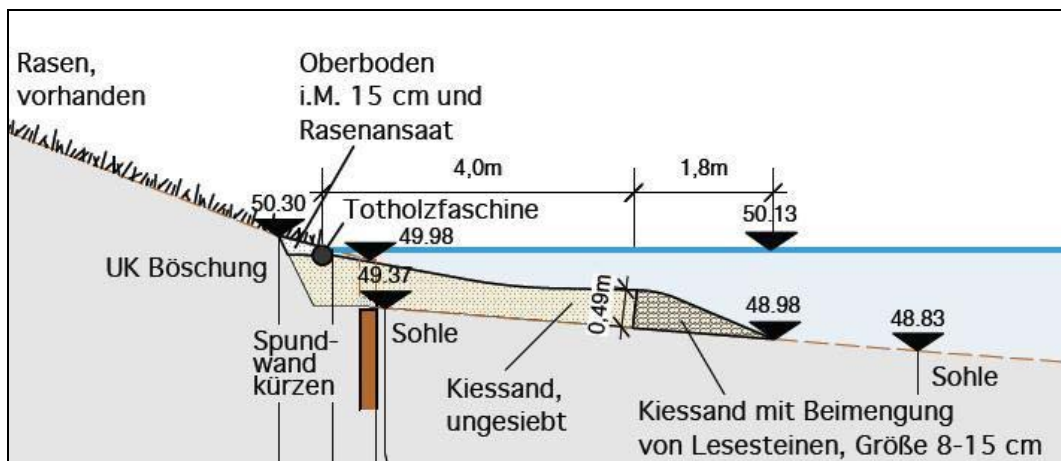 Rasen,
vorhanden
Oberboden
i.M. 15 cm und
Rasenansaat
4,0m
1,8m
50.30
Totholzfaschine
50.13
49.98
UK Böschung
49.37
0,49m
48.98
48.83
Spund-
wand
kürzen
Sohle
Sohle
Kiessand,
ungesiebt
Kiessand mit Beimengung
von Lesesteinen, Größe 8-15 cm